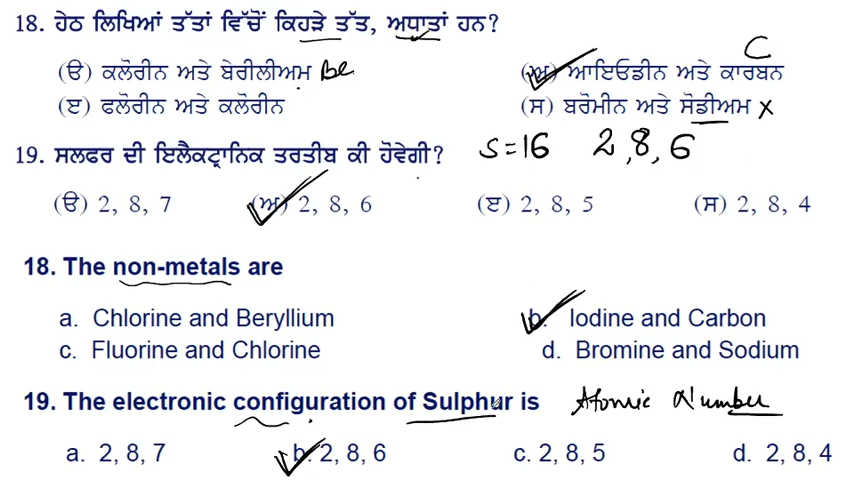 18. ਹੇਠ ਲਿਖਿਆਂ ਤੱਤਾਂ ਵਿੱਚੋਂ ਕਿਹੜੇ ਤੱਤ, ਅਧਾਤਾਂ ਹਨ?
(ੳ) ਕਲੋਰੀਨ ਅਤੇ ਬੇਰੀਲੀਅਮ Be (ਅ) ਆਇਓਡੀਨ ਅਤੇ ਕਾਰਬਨ C
(ੲ) ਫਲੋਰੀਨ ਅਤੇ ਕਲੋਰੀਨ (ਸ) ਬਰੋਮੀਨ ਅਤੇ ਸੋਡੀਅਮ x
19. ਸਲਫਰ ਦੀ ਇਲੈਕਟ੍ਰਾਨਿਕ ਤਰਤੀਬ ਕੀ ਹੋਵੇਗੀ? S=16 2,8,6
(ੳ) 2, 8, 7 (ਅ) 2, 8, 6 (ੲ) 2, 8, 5 (ਸ) 2, 8, 4
18. The non-metals are
a. Chlorine and Beryllium b. Iodine and Carbon
c. Fluorine and Chlorine d. Bromine and Sodium
19. The electronic configuration of Sulphur is Atomic Number
a. 2, 8, 7 b. 2, 8, 6 c. 2, 8, 5 d. 2, 8, 4